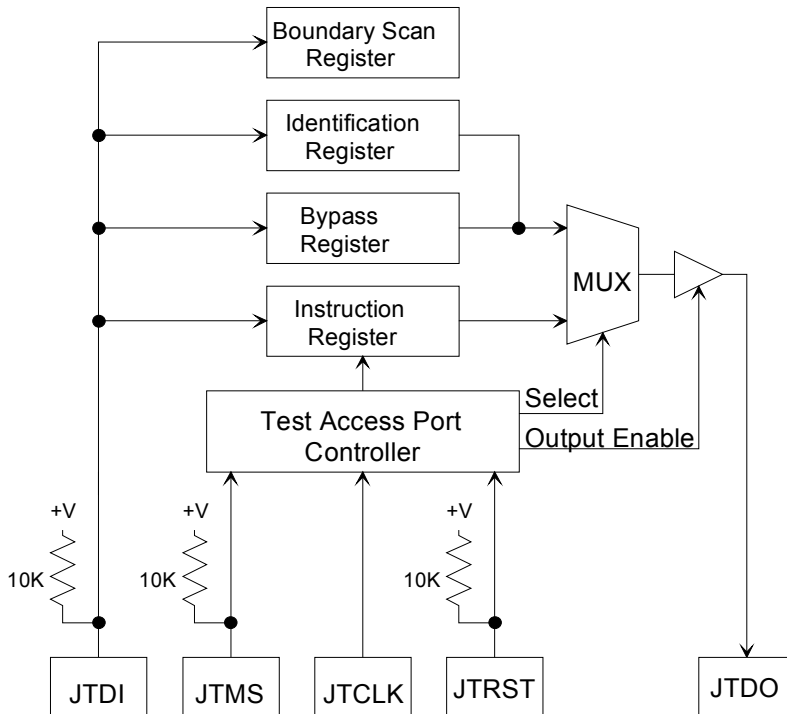 Boundary Scan
Register
Identification
Register
Bypass
Register
Instruction
Register
MUX
Test Access Port
Controller
Select
Output Enable
+V
+V
+V
10K
10K
10K
JTDI
JTMS
JTCLK
JTRST
JTDO